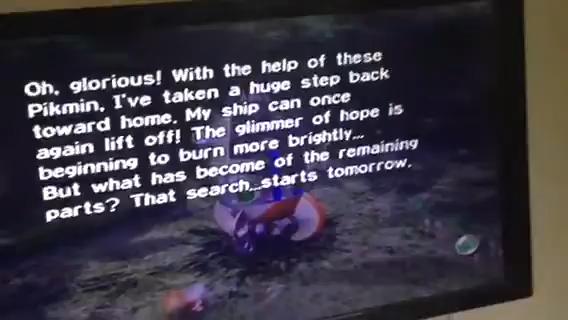 Oh, glorious! With the help of these
Pikmin, I've taken a huge step back
toward home. My ship can once
again lift off! The glimmer of hope is
beginning to burn more brightly...
But what has become of the remaining
parts? That search...starts tomorrow.